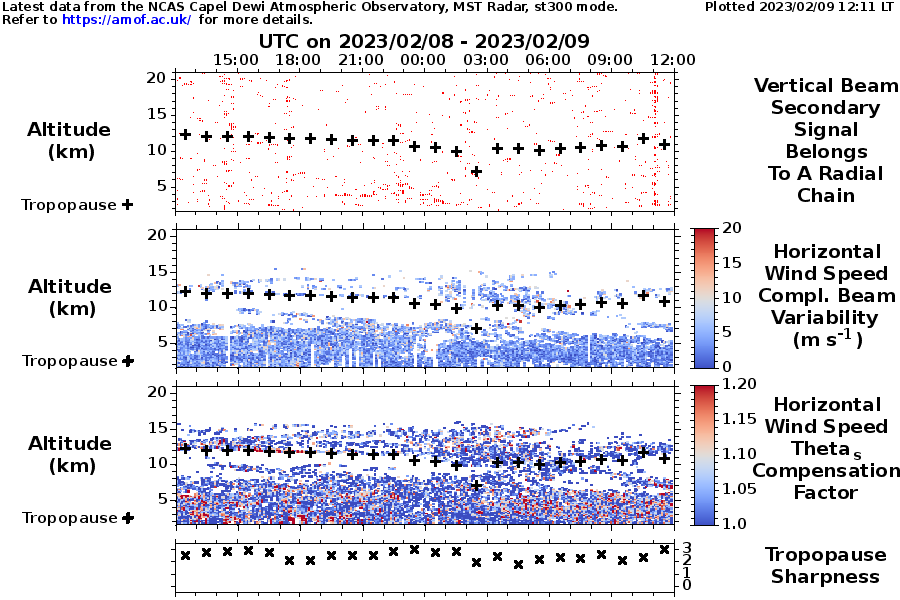 Latest data from the NCAS Capel Dewi Atmospheric Observatory, MST Radar, st300 mode.
Plotted 2023/02/09 12:11 LT
Refer to https://amof.ac.uk/ for more details.
UTC on 2023/02/08 - 2023/02/09
15:00 18:00 21:00 00:00 03:00 06:00 09:00 12:00
Altitude
(km)
Tropopause +
20
15
10
5
Vertical Beam
Secondary
Signal
Belongs
To A Radial
Chain
Altitude
(km)
Tropopause +
20
15
10
5
20
15
10
5
0
Horizontal
Wind Speed
Compl. Beam
Variability
(m s-1)
Altitude
(km)
Tropopause +
20
15
10
5
1.20
1.15
1.10
1.05
1.0
Horizontal
Wind Speed
Theta s
Compensation
Factor
3
2
1
0
Tropopause
Sharpness